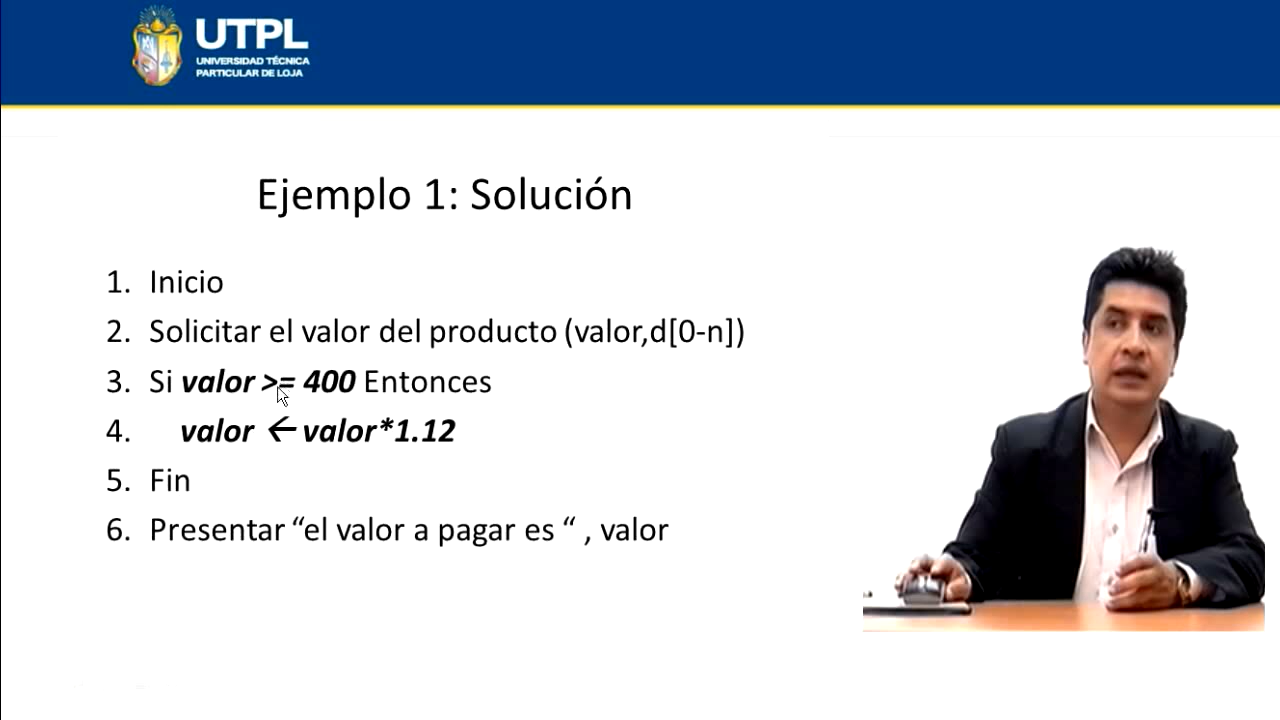 UTPL
UNIVERSIDAD TÉCNICA
PARTICULAR DE LOJA
Ejemplo 1: Solución
1. Inicio
2. Solicitar el valor del producto (valor,d[0-n])
3. Si valor >= 400 Entonces
4. valor ← valor*1.12
5. Fin
6. Presentar “el valor a pagar es “ , valor